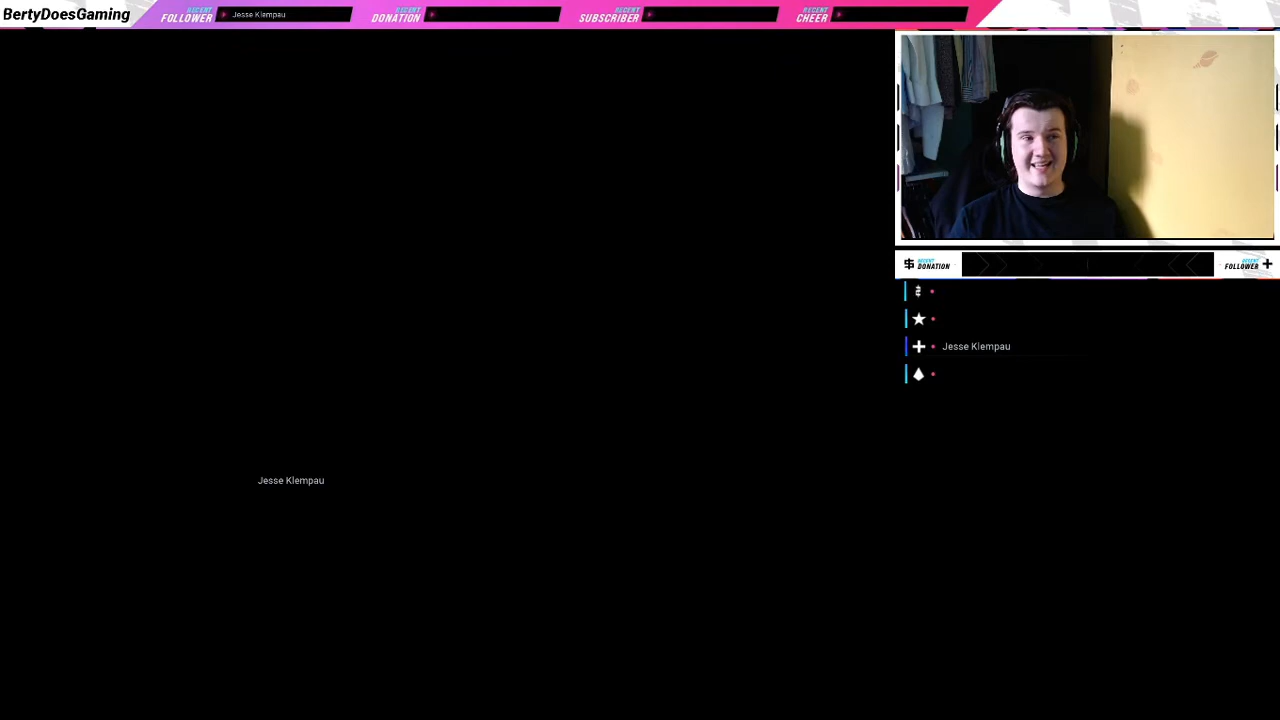 BertyDoesGaming
RECENT FOLLOWER Jesse Klempau
RECENT DONATION
RECENT SUBSCRIBER
RECENT CHEER
RECENT DONATION
RECENT FOLLOWER
Jesse Klempau
Jesse Klempau